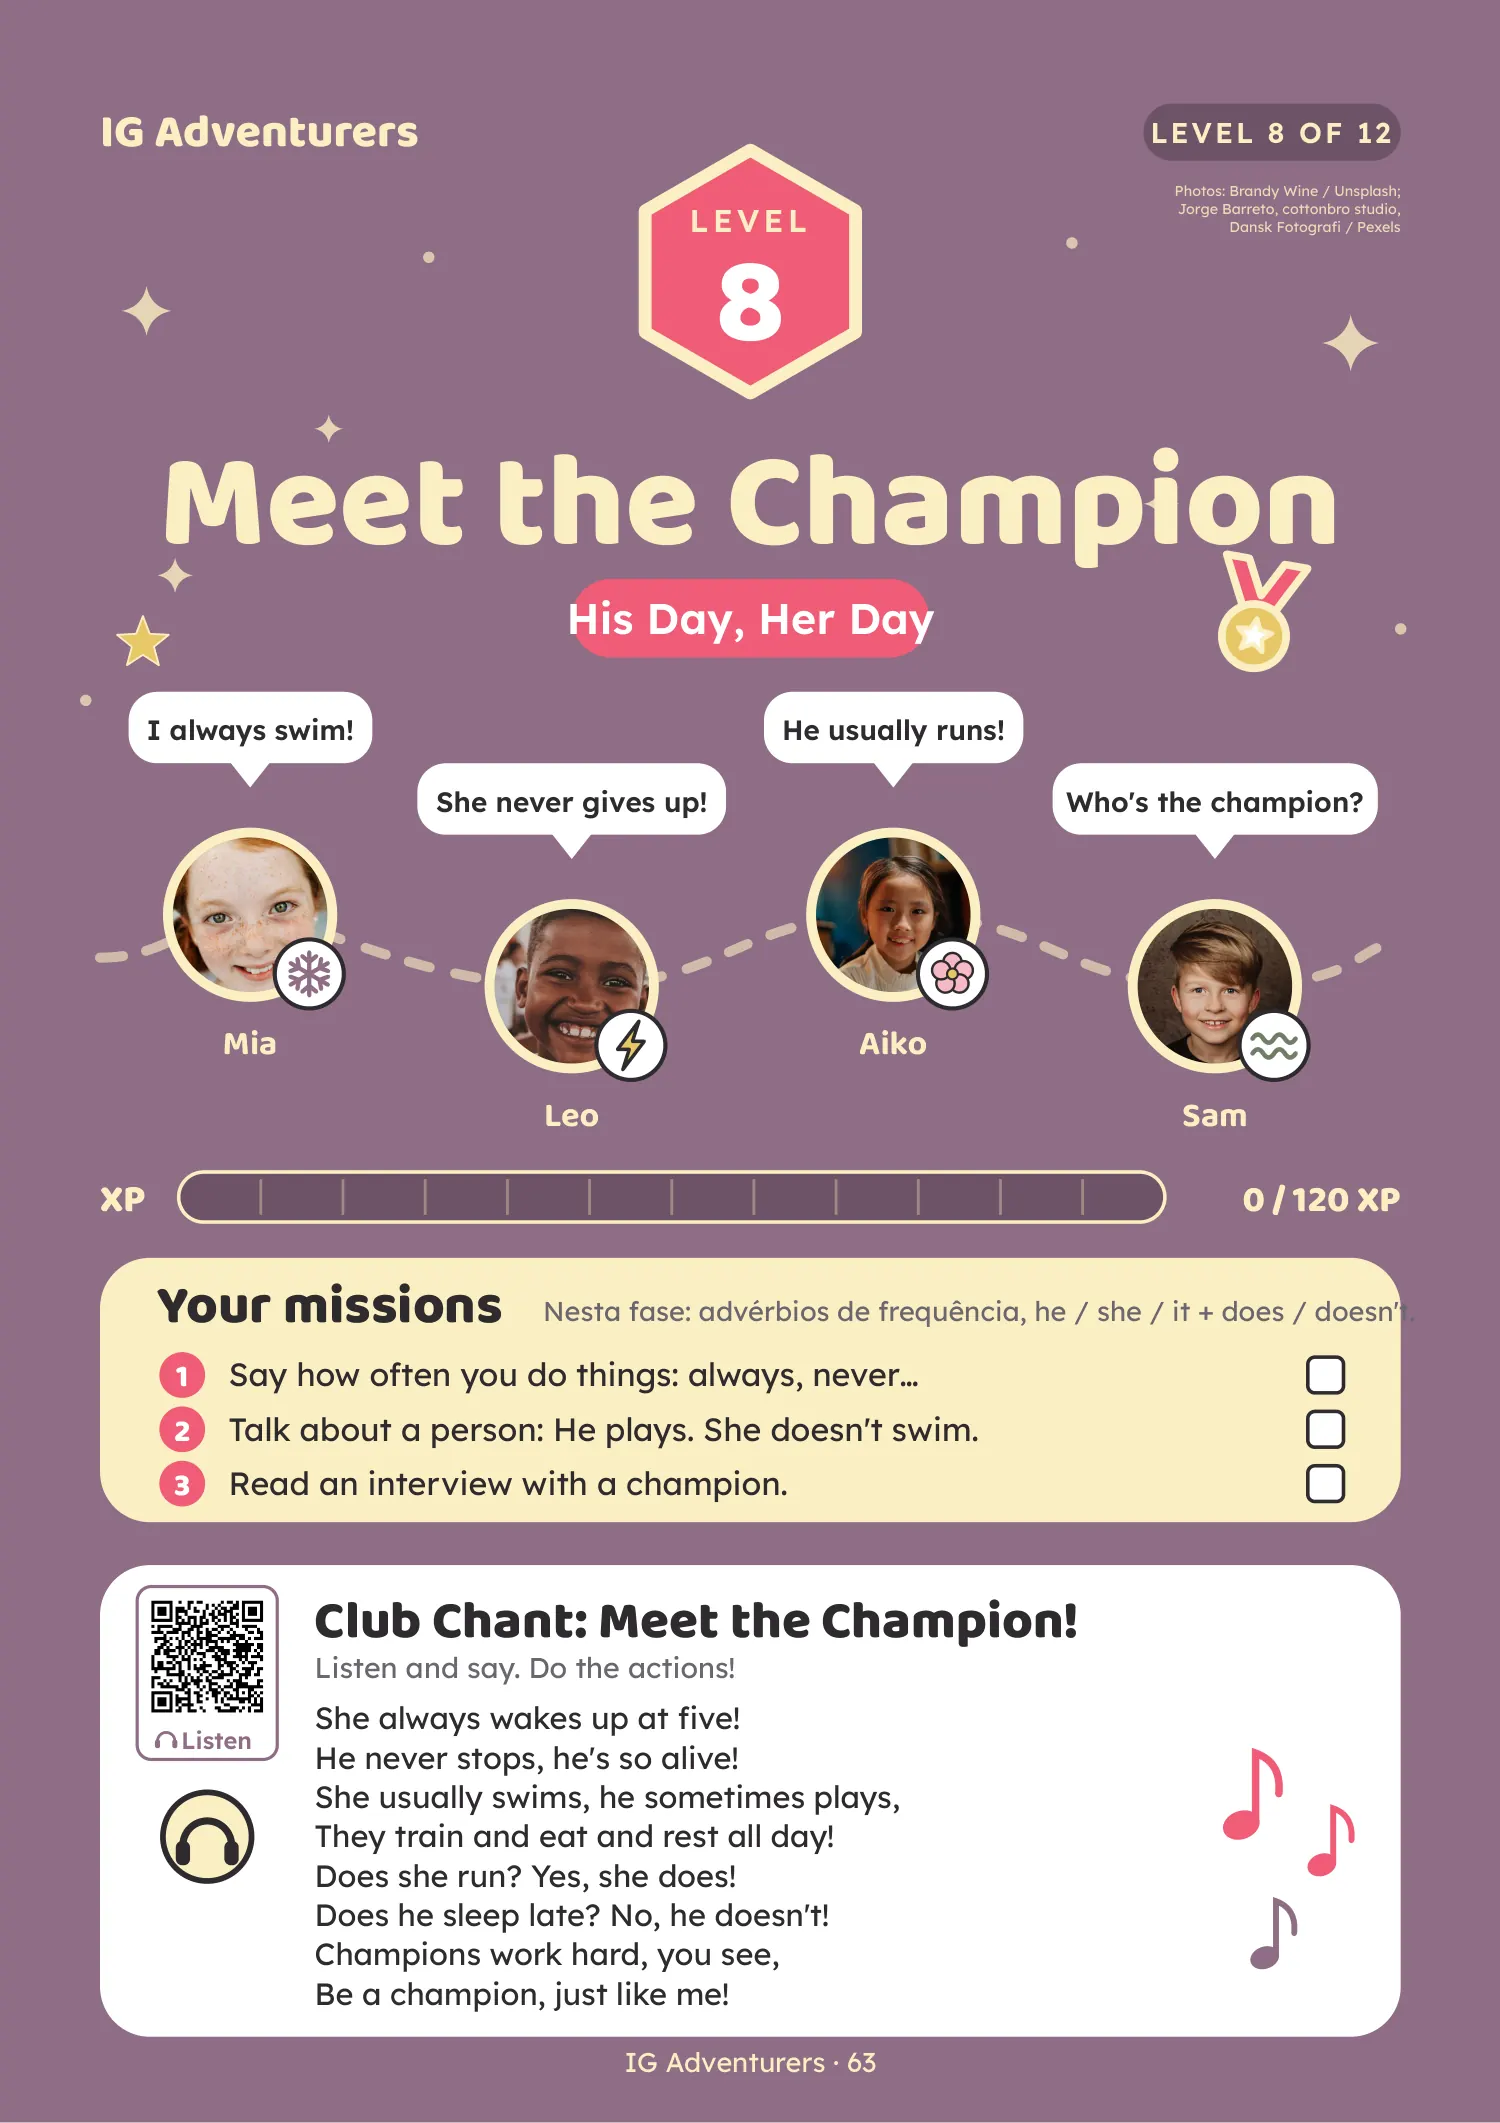 IG Adventurers
LEVEL 8 OF 12
Photos: Brandy Wine / Unsplash;
Jorge Barreto, cottonbro studio,
Dansk Fotografi / Pexels
LEVEL
8
Meet the Champion
His Day, Her Day
I always swim!
He usually runs!
She never gives up!
Who's the champion?
Mia
Aiko
Leo
Sam
XP
0 / 120 XP
Your missions
Nesta fase: advérbios de frequência, he / she / it + does / doesn't.
1 Say how often you do things: always, never…
2 Talk about a person: He plays. She doesn't swim.
3 Read an interview with a champion.
Club Chant: Meet the Champion!
Listen and say. Do the actions!
Listen
She always wakes up at five!
He never stops, he's so alive!
She usually swims, he sometimes plays,
They train and eat and rest all day!
Does she run? Yes, she does!
Does he sleep late? No, he doesn't!
Champions work hard, you see,
Be a champion, just like me!
IG Adventurers · 63